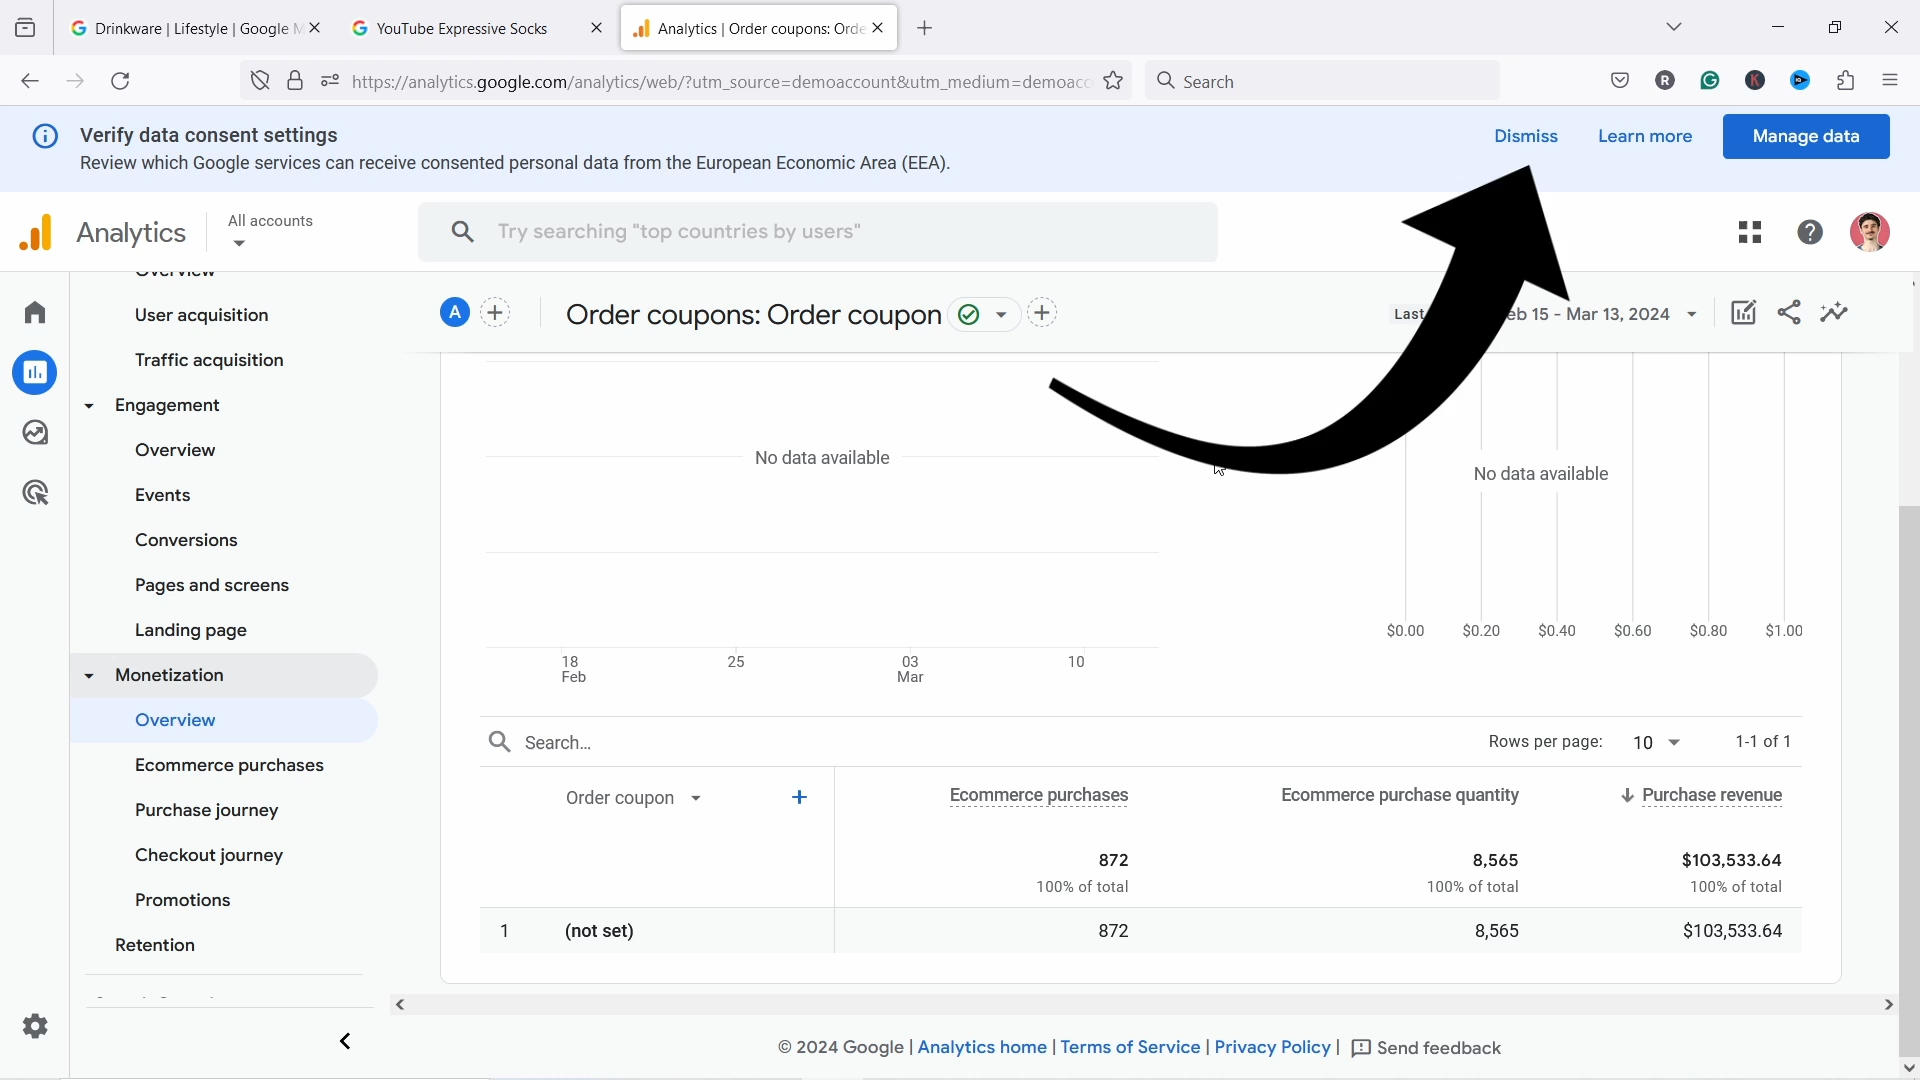 Drinkware | Lifestyle | Google M
YouTube Expressive Socks
Analytics | Order coupons: Orde
https://analytics.google.com/analytics/web/?utm_source=demoaccount&utm_medium=demoacc
Search
R
G
K
Verify data consent settings
Review which Google services can receive consented personal data from the European Economic Area (EEA).
Dismiss
Learn more
Manage data
Analytics
All accounts
Try searching "top countries by users"
Overview
User acquisition
Traffic acquisition
Engagement
Overview
Events
Conversions
Pages and screens
Landing page
Monetization
Overview
Ecommerce purchases
Purchase journey
Checkout journey
Promotions
Retention
A
Order coupons: Order coupon
Last
eb 15 - Mar 13, 2024
No data available
18
Feb
25
03
Mar
10
No data available
$0.00 $0.20 $0.40 $0.60 $0.80 $1.00
Search...
Rows per page: 10 1-1 of 1
Order coupon
Ecommerce purchases Ecommerce purchase quantity Purchase revenue
872 8,565 $103,533.64
100% of total 100% of total 100% of total
1 (not set) 872 8,565 $103,533.64
© 2024 Google | Analytics home | Terms of Service | Privacy Policy | Send feedback